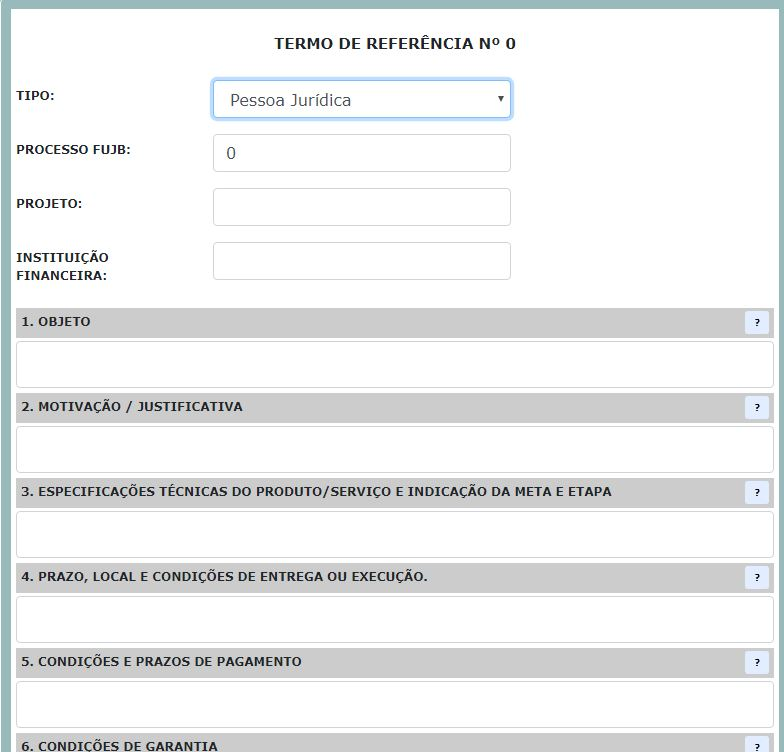 TERMO DE REFERÊNCIA Nº 0
TIPO:
Pessoa Jurídica
PROCESSO FUJB:
0
PROJETO:
INSTITUIÇÃO
FINANCEIRA:
1. OBJETO
?
2. MOTIVAÇÃO / JUSTIFICATIVA
?
3. ESPECIFICAÇÕES TÉCNICAS DO PRODUTO/SERVIÇO E INDICAÇÃO DA META E ETAPA
?
4. PRAZO, LOCAL E CONDIÇÕES DE ENTREGA OU EXECUÇÃO.
?
5. CONDIÇÕES E PRAZOS DE PAGAMENTO
?
6. CONDIÇÕES DE GARANTIA
?